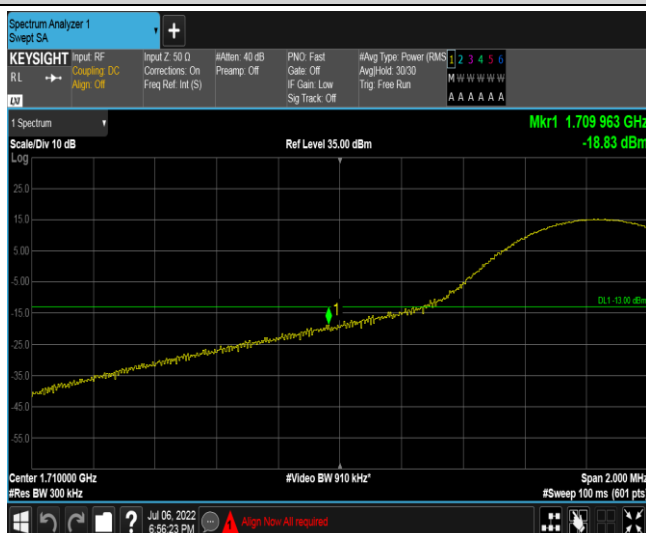 Spectrum Analyzer 1
Swept SA
KEYSIGHT
RL
Input: RF
Coupling: DC
Align: Off
Input Z: 50 Ω
Corrections: On
Freq Ref: Int (S)
#Atten: 40 dB
Preamp: Off
PNO: Fast
Gate: Off
IF Gain: Low
Sig Track: Off
#Avg Type: Power (RMS
Avg|Hold: 30/30
Trig: Free Run
1 2 3 4 5 6
M W W W W W
A A A A A A
LXI
1 Spectrum
Scale/Div 10 dB
Ref Level 35.00 dBm
Mkr1 1.709 963 GHz
-18.83 dBm
Log
25.0
15.0
5.00
-5.00
-15.0
-25.0
-35.0
-45.0
-55.0
1
DL1 -13.00 dBm
Center 1.710000 GHz
#Video BW 910 kHz*
Span 2.000 MHz
#Res BW 300 kHz
#Sweep 100 ms (601 pts)
?
Jul 06, 2022
6:56:23 PM
Align Now All required